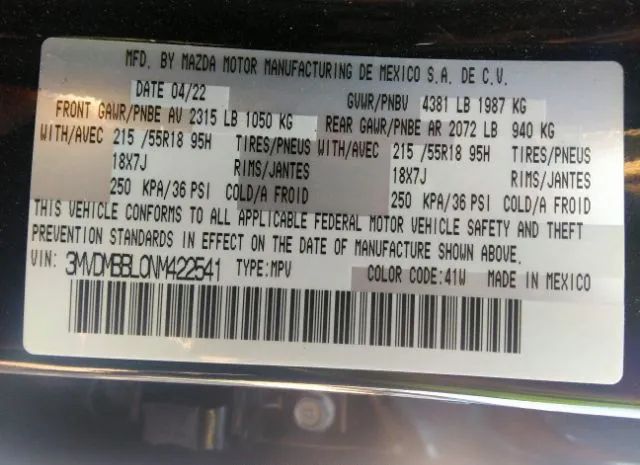 MFD. BY MAZDA MOTOR MANUFACTURING DE MEXICO S.A. DE C.V.
DATE 04/22 GVWR/PNBV 4381 LB 1987 KG
FRONT GAWR/PNBE AV 2315 LB 1050 KG REAR GAWR/PNBE AR 2072 LB 940 KG
WITH/AVEC 215 /55R18 95H TIRES/PNEUS WITH/AVEC 215 /55R18 95H TIRES/PNEUS
18X7J RIMS/JANTES 18X7J RIMS/JANTES
250 KPA/36 PSI COLD/A FROID 250 KPA/36 PSI COLD/A FROID
THIS VEHICLE CONFORMS TO ALL APPLICABLE FEDERAL MOTOR VEHICLE SAFETY AND THEFT
PREVENTION STANDARDS IN EFFECT ON THE DATE OF MANUFACTURE SHOWN ABOVE.
VIN: 3MVDMBBL0NM422541 TYPE:MPV COLOR CODE:41W MADE IN MEXICO